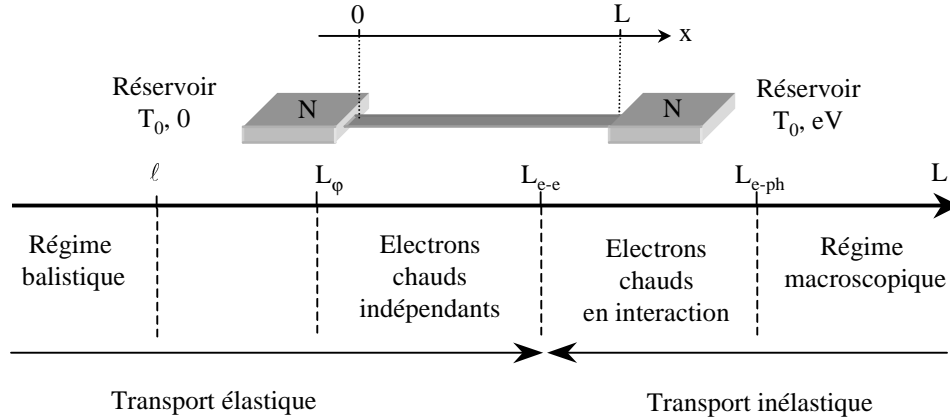 0 L
x
Réservoir
T₀, 0
N
N
Réservoir
T₀, eV
ℓ Lφ Lₑ₋ₑ Lₑ₋ₚₕ L
Régime
balistique
Electrons
chauds
indépendants
Electrons
chauds
en interaction
Régime
macroscopique
Transport élastique
Transport inélastique